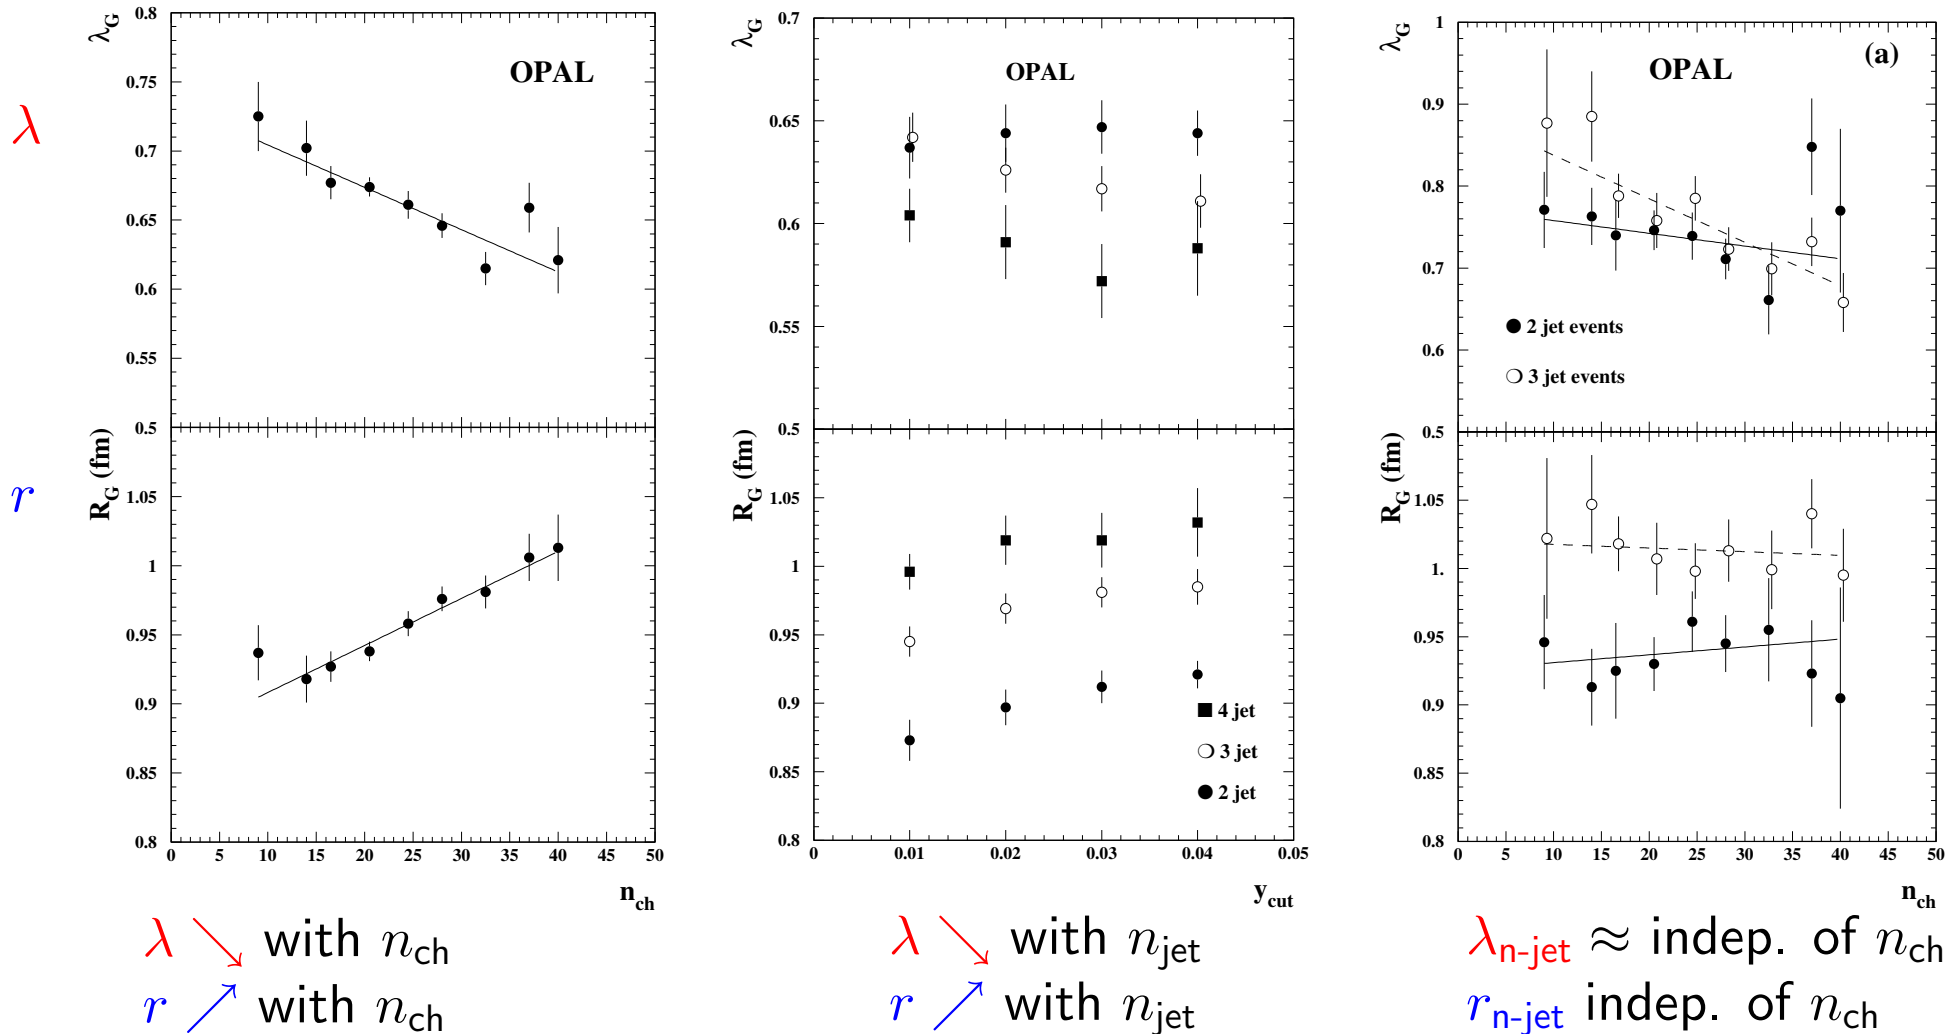 λ
r
λ_G
OPAL
0.8
0.75
0.7
0.65
0.6
0.55
0.5
R_G (fm)
1.05
1
0.95
0.9
0.85
0.8
0 5 10 15 20 25 30 35 40 45 50
n_ch
λ ↘ with n_ch
r ↗ with n_ch
λ_G
OPAL
0.7
0.65
0.6
0.55
0.5
R_G (fm)
1.05
1
0.95
0.9
0.85
0.8
■ 4 jet
○ 3 jet
● 2 jet
0 0.01 0.02 0.03 0.04 0.05
y_cut
λ ↘ with n_jet
r ↗ with n_jet
λ_G
OPAL
(a)
1
0.9
0.8
0.7
0.6
0.5
● 2 jet events
○ 3 jet events
R_G (fm)
1.05
1.
0.95
0.9
0.85
0.8
0 5 10 15 20 25 30 35 40 45 50
n_ch
λ_n-jet ≈ indep. of n_ch
r_n-jet indep. of n_ch